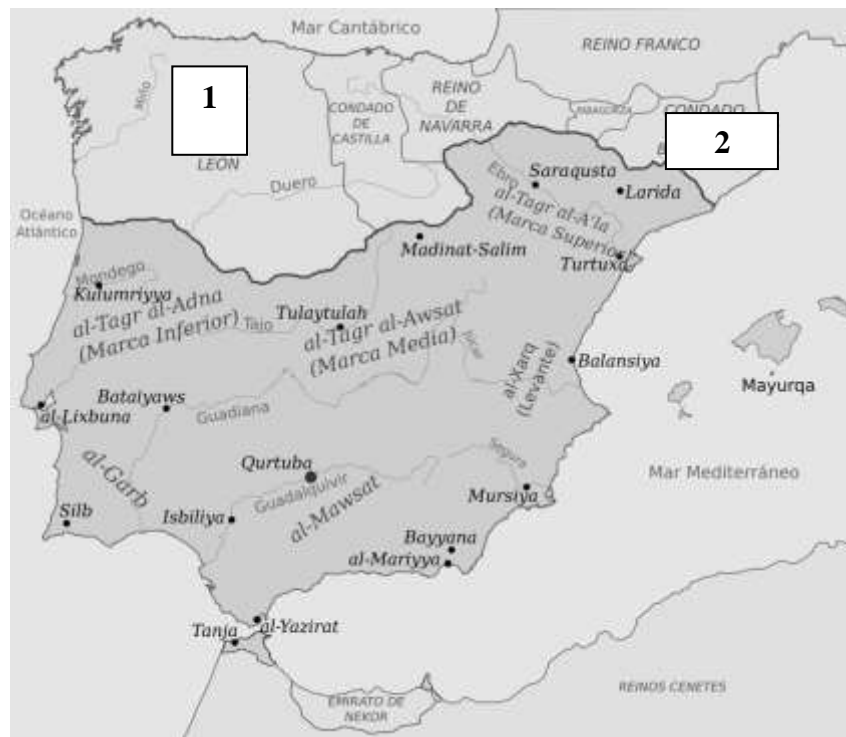 Mar Cantábrico
REINO FRANCO
1
LEÓN
Miño
Duero
CONDADO
DE
CASTILLA
REINO
DE
NAVARRA
CONDADO
2
Océano
Atlántico
Ebro
Saraqusta
Larida
al-Tagr al-A'la
(Marca Superior)
Madinat-Salim
Turtuxa
Mondego
Kulumriyya
al-Tagr al-Adna
(Marca Inferior)
Tajo
Tulaytulah
al-Tagr al-Awsat
(Marca Media)
Júcar
al-Xarq
(Levante)
Balansiya
Mayurqa
Bataiyaws
al-Lixbuna
Guadiana
al-Garb
Qurtuba
Guadalquivir
al-Mawsat
Segura
Mursiya
Mar Mediterráneo
Silb
Isbiliya
Bayyana
al-Mariyya
Tanja
al-Yazirat
EMIRATO DE
NEKOR
REINOS CENETES